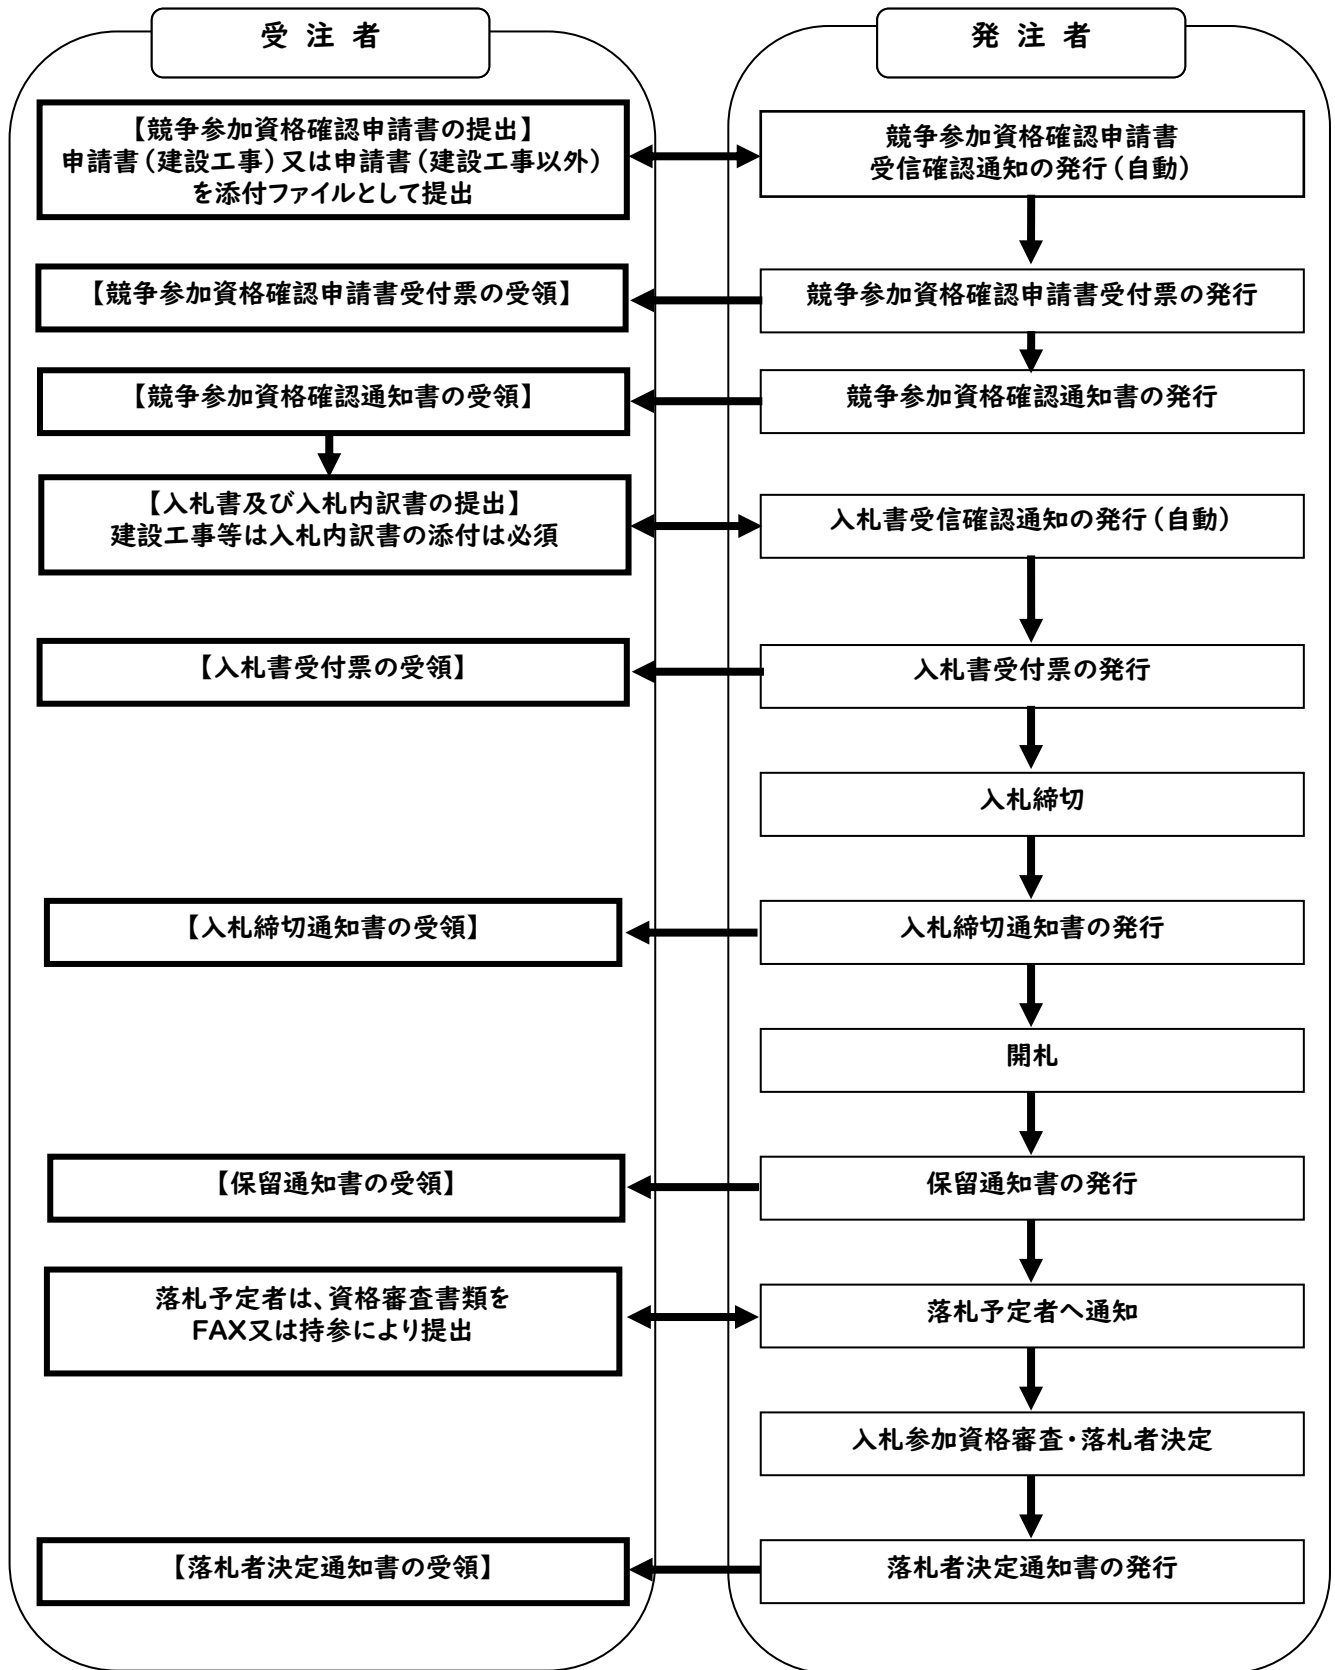 受 注 者
発 注 者
【競争参加資格確認申請書の提出】
申請書（建設工事）又は申請書（建設工事以外）
を添付ファイルとして提出
競争参加資格確認申請書
受信確認通知の発行（自動）
【競争参加資格確認申請書受付票の受領】
競争参加資格確認申請書受付票の発行
【競争参加資格確認通知書の受領】
競争参加資格確認通知書の発行
【入札書及び入札内訳書の提出】
建設工事等は入札内訳書の添付は必須
入札書受信確認通知の発行（自動）
【入札書受付票の受領】
入札書受付票の発行
入札締切
【入札締切通知書の受領】
入札締切通知書の発行
開札
【保留通知書の受領】
保留通知書の発行
落札予定者は、資格審査書類を
FAX又は持参により提出
落札予定者へ通知
入札参加資格審査・落札者決定
【落札者決定通知書の受領】
落札者決定通知書の発行